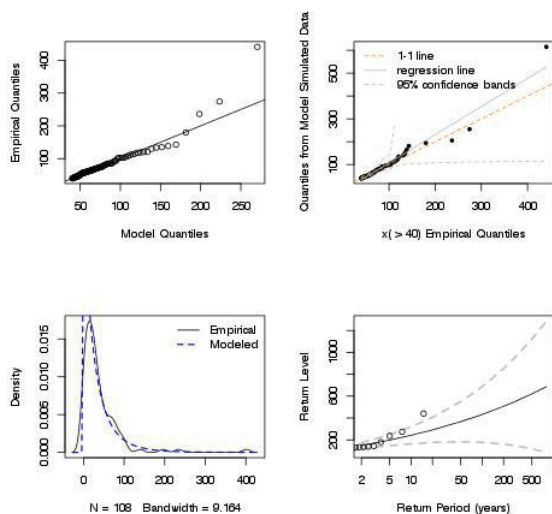 Empirical Quantiles
100 200 300 400
50 100 150 200 250
Model Quantiles
Quantiles from Model Simulated Data
100 300 500
1-1 line
regression line
95% confidence bands
100 200 300 400
x( > 40) Empirical Quantiles
Density
0.000 0.005 0.010 0.015
Empirical
Modeled
0 100 200 300 400
N = 108 Bandwidth = 9.164
Return Level
200 600 1000
2 5 10 50 100 500
Return Period (years)